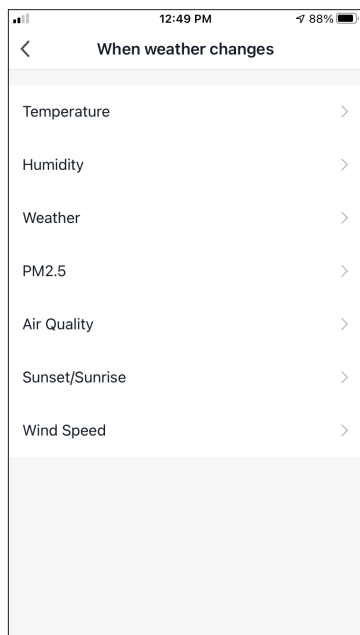 12:49 PM 88%
When weather changes
Temperature
Humidity
Weather
PM2.5
Air Quality
Sunset/Sunrise
Wind Speed